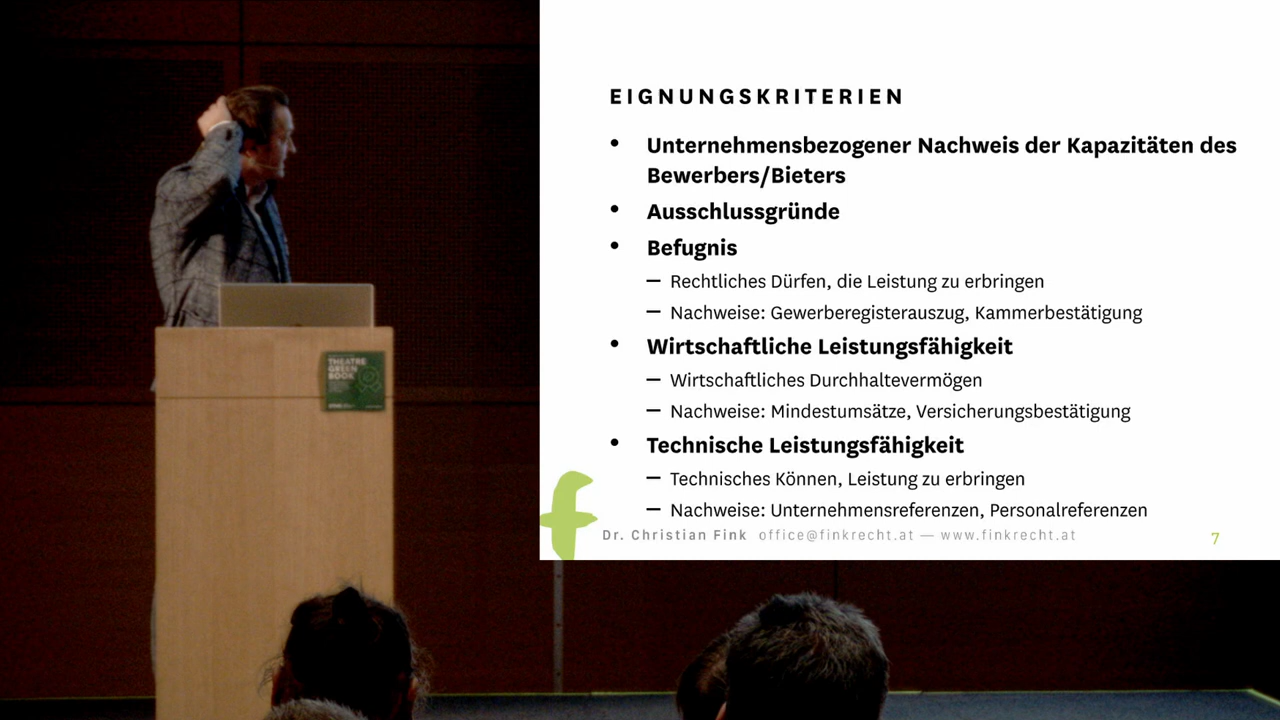 EIGNUNGSKRITERIEN
• Unternehmensbezogener Nachweis der Kapazitäten des
Bewerbers/Bieters
• Ausschlussgründe
• Befugnis
– Rechtliches Dürfen, die Leistung zu erbringen
– Nachweise: Gewerberegisterauszug, Kammerbestätigung
• Wirtschaftliche Leistungsfähigkeit
– Wirtschaftliches Durchhaltevermögen
– Nachweise: Mindestumsätze, Versicherungsbestätigung
• Technische Leistungsfähigkeit
– Technisches Können, Leistung zu erbringen
– Nachweise: Unternehmensreferenzen, Personalreferenzen
f
Dr. Christian Fink office@finkrecht.at — www.finkrecht.at
7
THEATRE
GREEN
BOOK